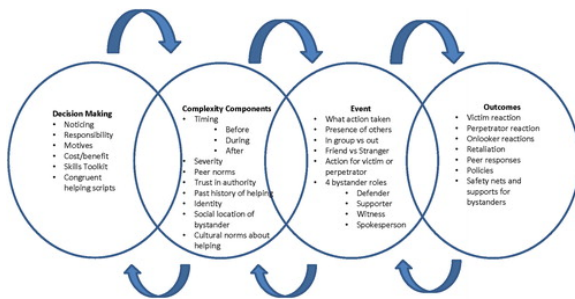 Decision Making
Noticing
Responsibility
Motives
Cost/benefit
Skills Toolkit
Congruent
helping scripts
Complexity Components
Timing
Before
During
After
Severity
Peer norms
Trust in authority
Past history of helping
Identity
Social location of
bystander
Cultural norms about
helping
Event
What action taken
Presence of others
In group vs out
Friend vs Stranger
Action for victim or
perpetrator
4 bystander roles
Defender
Supporter
Witness
Spokesperson
Outcomes
Victim reaction
Perpetrator reaction
Onlooker reactions
Retaliation
Peer responses
Policies
Safety nets and
supports for
bystanders